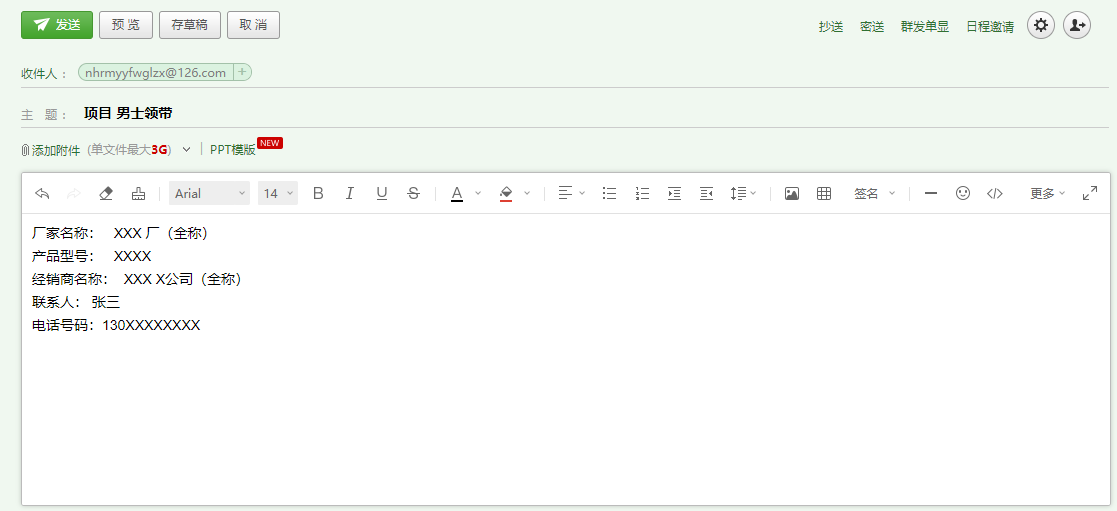 发送 预 览 存草稿 取 消 抄送 密送 群发单显 日程邀请
收件人： nhrmyyfwglzx@126.com +
主 题： 项目 男士领带
添加附件 (单文件最大3G) | PPT模版 NEW
Arial 14 B I U S A 签名 更多
厂家名称： XXX 厂（全称）
产品型号： XXXX
经销商名称： XXX X公司（全称）
联系人： 张三
电话号码：130XXXXXXXX